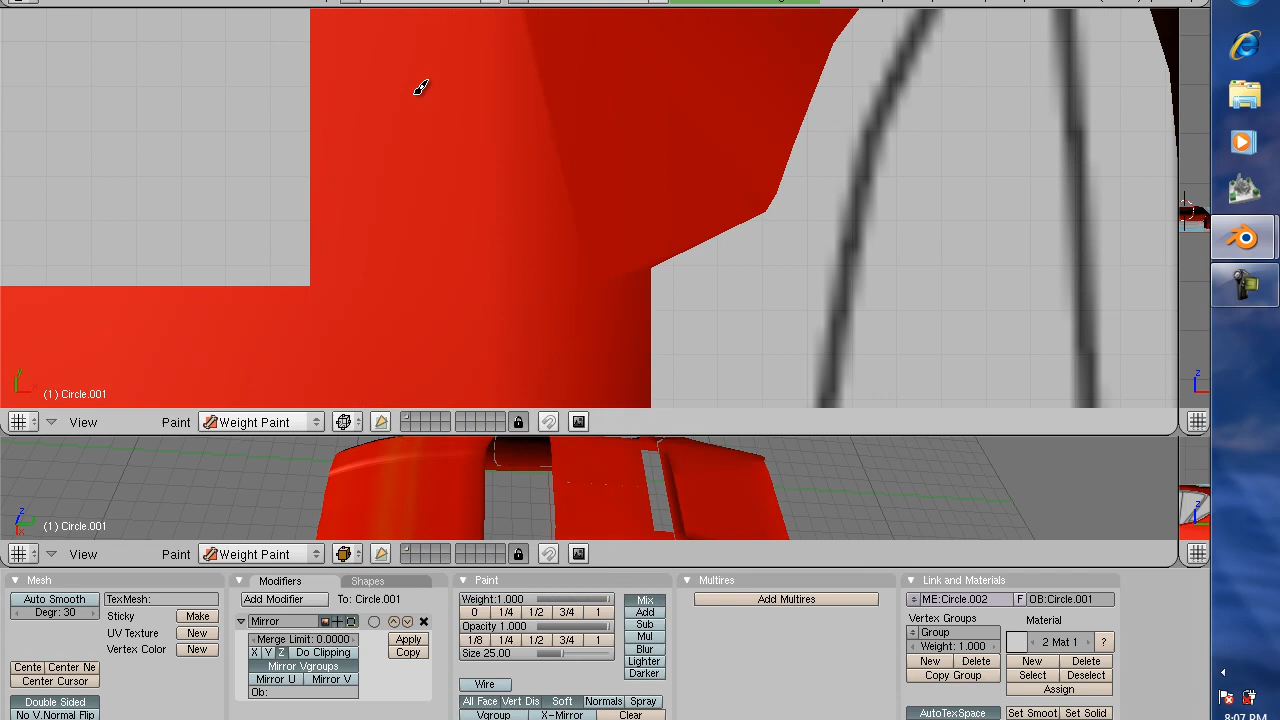 (1) Circle.001
View Paint Weight Paint
z
x
(1) Circle.001
z
z
View Paint Weight Paint
Mesh
Auto Smooth
Degr: 30
TexMesh:
Sticky Make
UV Texture New
Vertex Color New
Cente Center Ne
Center Cursor
Double Sided
No V.Normal Flip
Modifiers Shapes
Add Modifier To: Circle.001
Mirror
Merge Limit: 0.0000
X Y Z Do Clipping
Mirror Vgroups
Mirror U Mirror V
Ob:
Apply
Copy
Paint
Weight:1.000
0 1/4 1/2 3/4 1
Opacity 1.000
1/8 1/4 1/2 3/4 1
Size 25.00
Mix
Add
Sub
Mul
Blur
Lighter
Darker
Wire
All Face Vert Dis Soft Normals Spray
Vgroup X-Mirror Clear
Multires
Add Multires
Link and Materials
ME:Circle.002 F OB:Circle.001
Vertex Groups
Group
Weight: 1.000
New Delete
Copy Group
Material
2 Mat 1 ?
New Delete
Select Deselect
Assign
AutoTexSpace Set Smoot Set Solid
8:07 PM